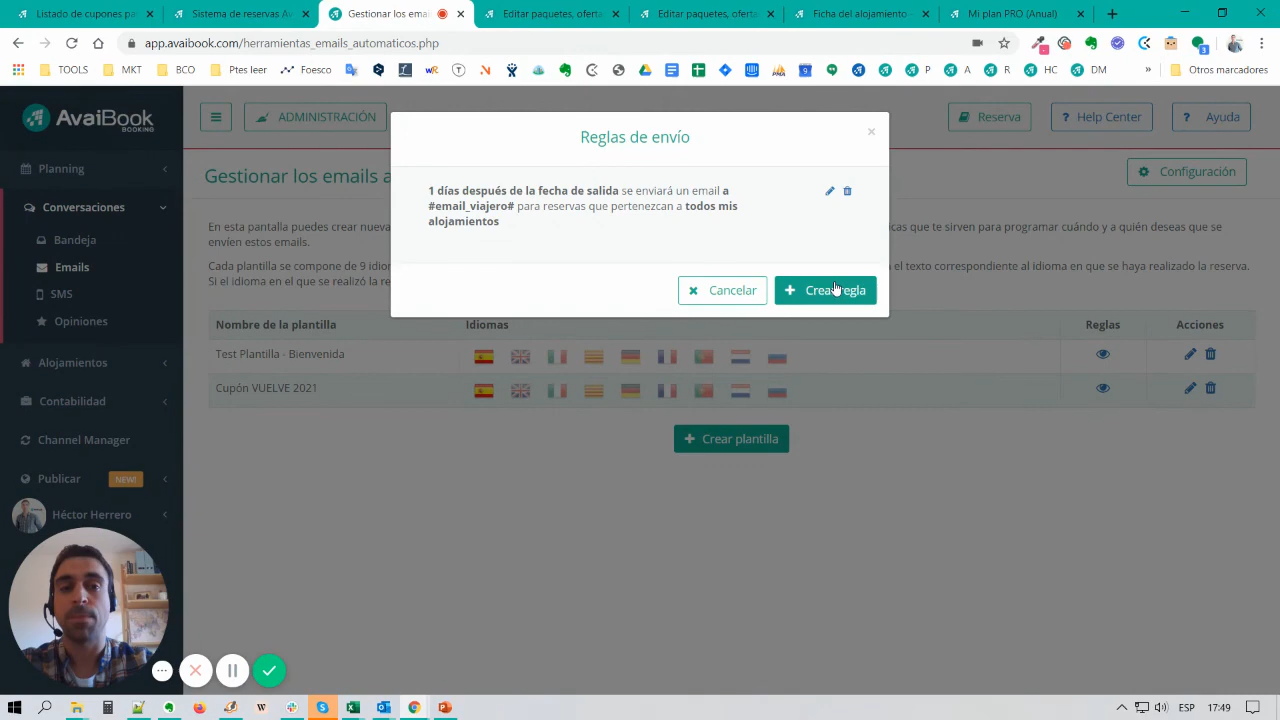 Listado de cupones pa
Sistema de reservas Av
Gestionar los ema
Editar paquetes, oferta
Editar paquetes, oferta
Ficha del alojamiento -
Mi plan PRO (Anual)
app.avaibook.com/herramientas_emails_automaticos.php
TOOLS
MKT
BCO
Ptes leer
Foesco
P
A
R
HC
DM
»
Otros marcadores
AvaiBook
BOOKING
ADMINISTRACIÓN
Reserva
? Help Center
? Ayuda
Planning
Conversaciones
Bandeja
Emails
SMS
Opiniones
Alojamientos
Contabilidad
Channel Manager
Publicar NEW!
Héctor Herrero
Gestionar los emails a
Configuración
En esta pantalla puedes crear nueva
icas que te sirven para programar cuándo y a quién deseas que se
envíen estos emails.
Cada plantilla se compone de 9 idior
el texto correspondiente al idioma en que se haya realizado la reserva.
Si el idioma en el que se realizó la re
Reglas de envío
×
1 días después de la fecha de salida se enviará un email a
#email_viajero# para reservas que pertenezcan a todos mis
alojamientos
Cancelar
Crear regla
Nombre de la plantilla
Idiomas
Reglas
Acciones
Test Plantilla - Bienvenida
Cupón VUELVE 2021
Crear plantilla
ESP
17:49